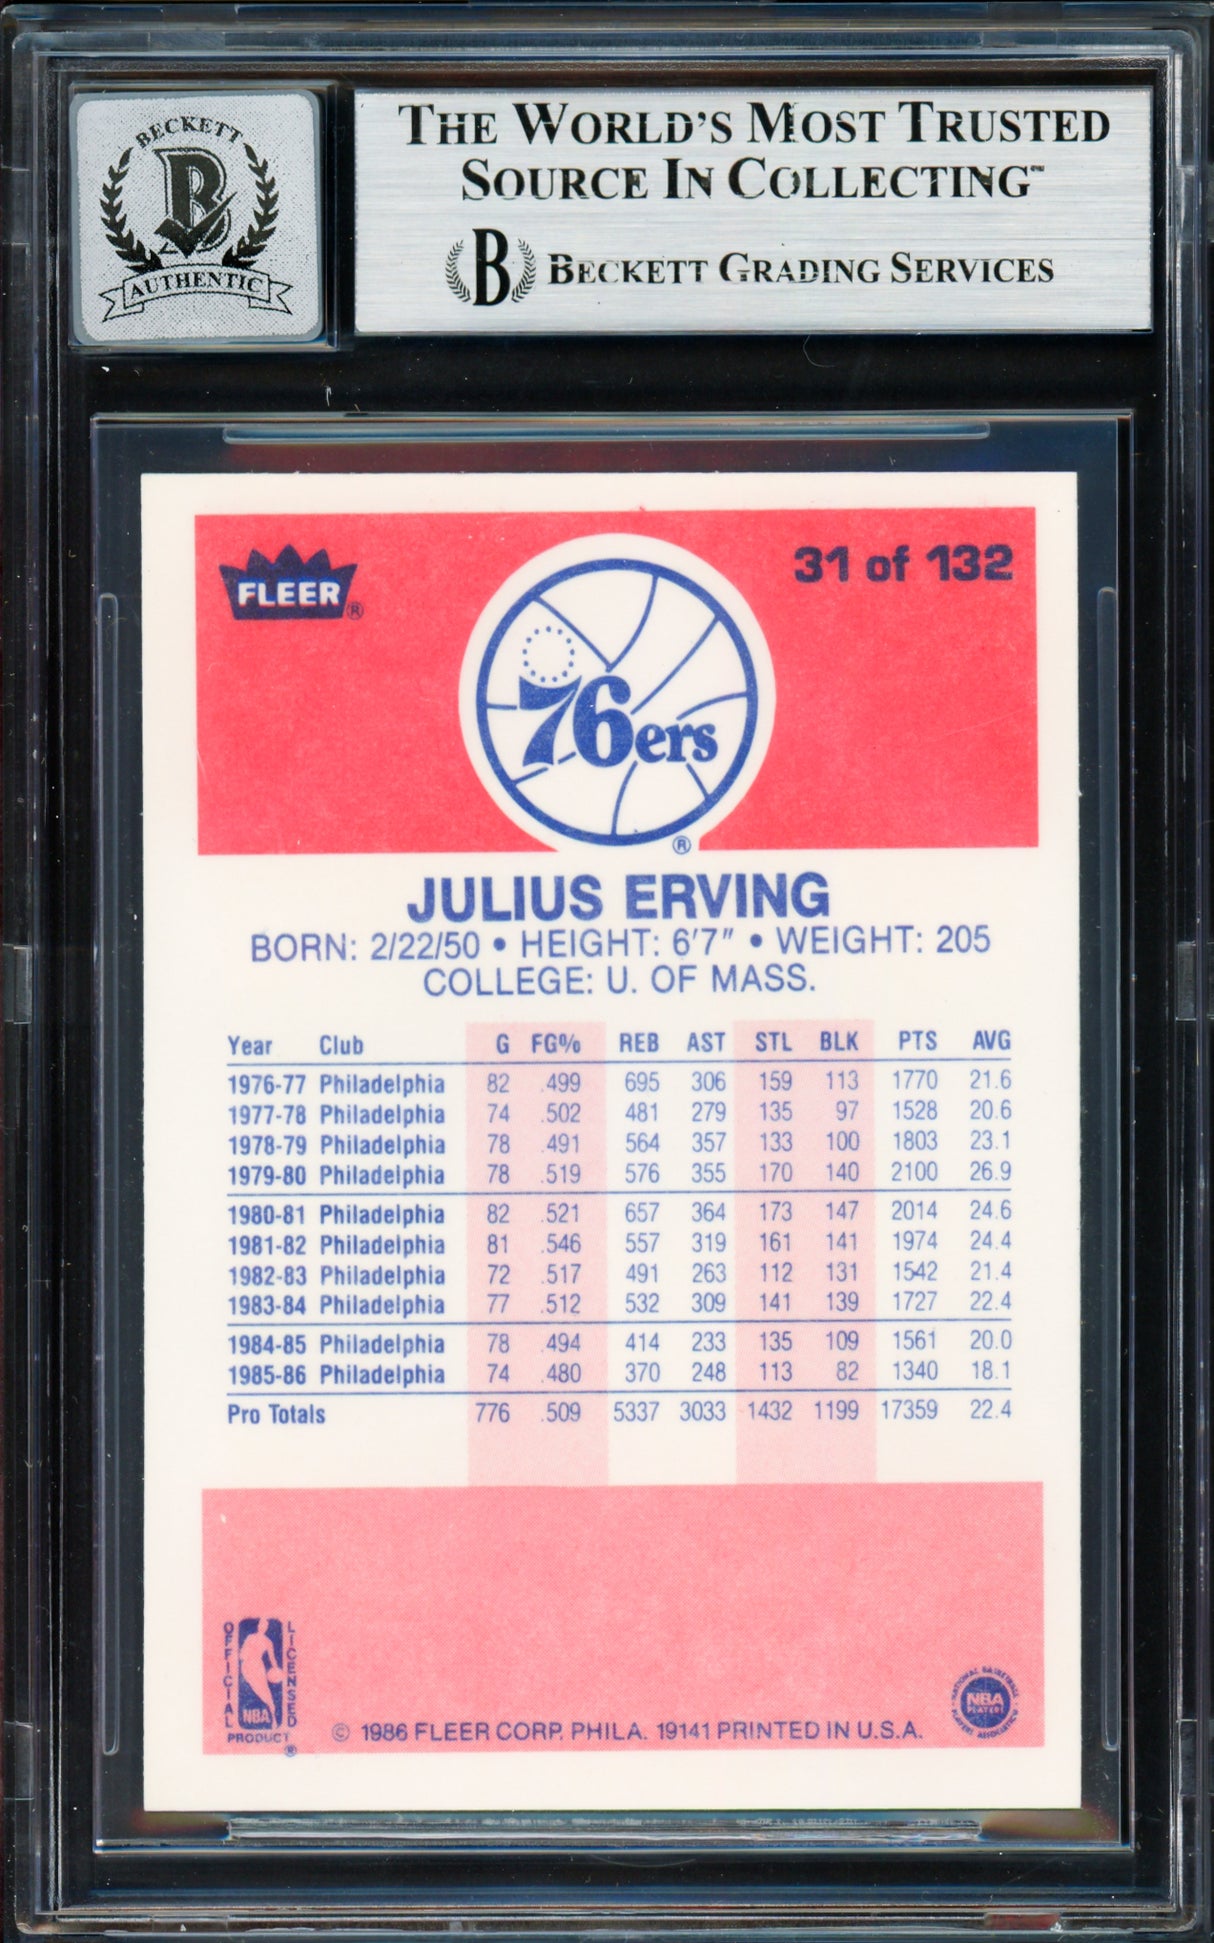 BECKETT
B
AUTHENTIC
THE WORLD'S MOST TRUSTED
SOURCE IN COLLECTING™
B BECKETT GRADING SERVICES
FLEER®
31 of 132
76ers
®
JULIUS ERVING
BORN: 2/22/50 • HEIGHT: 6'7" • WEIGHT: 205
COLLEGE: U. OF MASS.
Year Club G FG% REB AST STL BLK PTS AVG
1976-77 Philadelphia 82 .499 695 306 159 113 1770 21.6
1977-78 Philadelphia 74 .502 481 279 135 97 1528 20.6
1978-79 Philadelphia 78 .491 564 357 133 100 1803 23.1
1979-80 Philadelphia 78 .519 576 355 170 140 2100 26.9
1980-81 Philadelphia 82 .521 657 364 173 147 2014 24.6
1981-82 Philadelphia 81 .546 557 319 161 141 1974 24.4
1982-83 Philadelphia 72 .517 491 263 112 131 1542 21.4
1983-84 Philadelphia 77 .512 532 309 141 139 1727 22.4
1984-85 Philadelphia 78 .494 414 233 135 109 1561 20.0
1985-86 Philadelphia 74 .480 370 248 113 82 1340 18.1
Pro Totals 776 .509 5337 3033 1432 1199 17359 22.4
OFFICIAL
LICENSED
NBA
PRODUCT
®
© 1986 FLEER CORP. PHILA. 19141 PRINTED IN U.S.A.
NATIONAL BASKETBALL
NBA
PLAYERS
ASSOCIATION